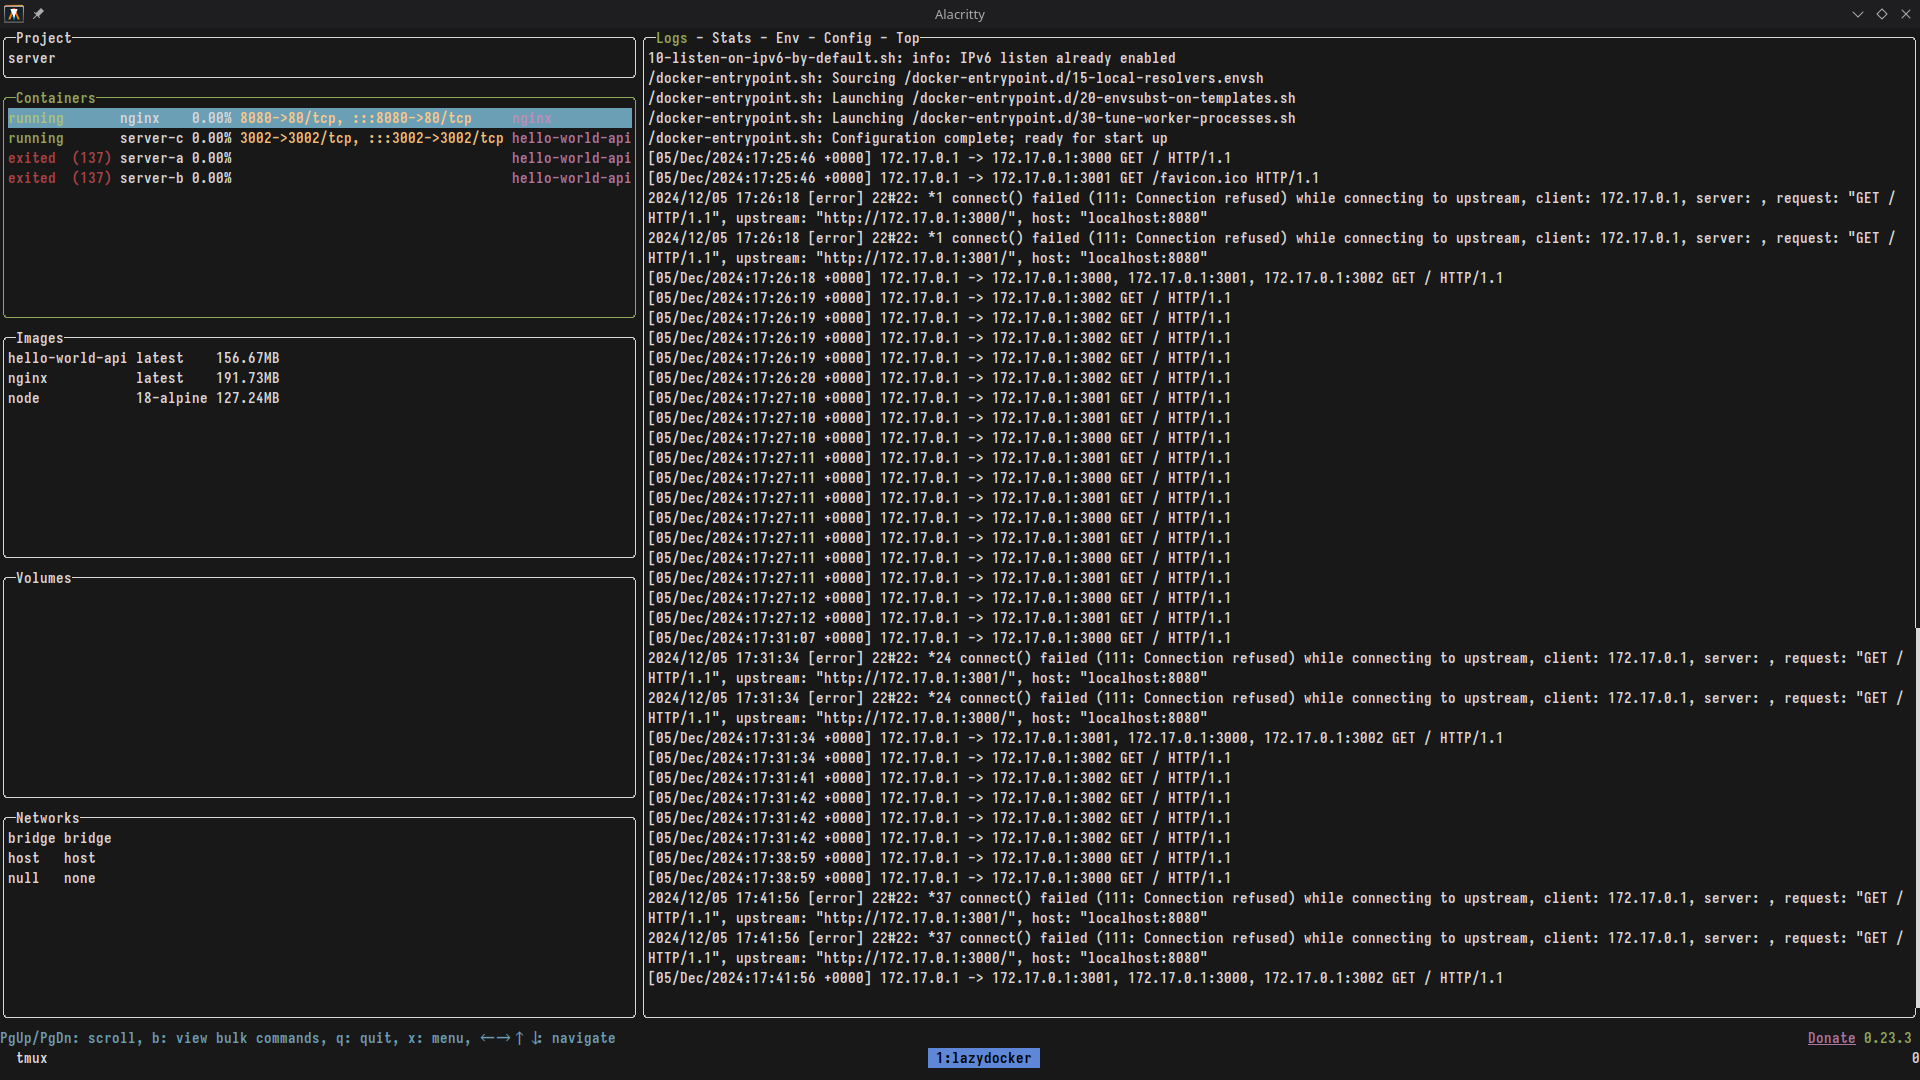 Alacritty
Project
server
Containers
running nginx 0.00% 8080->80/tcp, :::8080->80/tcp nginx
running server-c 0.00% 3002->3002/tcp, :::3002->3002/tcp hello-world-api
exited (137) server-a 0.00% hello-world-api
exited (137) server-b 0.00% hello-world-api
Images
hello-world-api latest 156.67MB
nginx latest 191.73MB
node 18-alpine 127.24MB
Volumes
Networks
bridge bridge
host host
null none
Logs - Stats - Env - Config - Top
10-listen-on-ipv6-by-default.sh: info: IPv6 listen already enabled
/docker-entrypoint.sh: Sourcing /docker-entrypoint.d/15-local-resolvers.envsh
/docker-entrypoint.sh: Launching /docker-entrypoint.d/20-envsubst-on-templates.sh
/docker-entrypoint.sh: Launching /docker-entrypoint.d/30-tune-worker-processes.sh
/docker-entrypoint.sh: Configuration complete; ready for start up
[05/Dec/2024:17:25:46 +0000] 172.17.0.1 -> 172.17.0.1:3000 GET / HTTP/1.1
[05/Dec/2024:17:25:46 +0000] 172.17.0.1 -> 172.17.0.1:3001 GET /favicon.ico HTTP/1.1
2024/12/05 17:26:18 [error] 22#22: *1 connect() failed (111: Connection refused) while connecting to upstream, client: 172.17.0.1, server: , request: "GET /
HTTP/1.1", upstream: "http://172.17.0.1:3000/", host: "localhost:8080"
2024/12/05 17:26:18 [error] 22#22: *1 connect() failed (111: Connection refused) while connecting to upstream, client: 172.17.0.1, server: , request: "GET /
HTTP/1.1", upstream: "http://172.17.0.1:3001/", host: "localhost:8080"
[05/Dec/2024:17:26:18 +0000] 172.17.0.1 -> 172.17.0.1:3000, 172.17.0.1:3001, 172.17.0.1:3002 GET / HTTP/1.1
[05/Dec/2024:17:26:19 +0000] 172.17.0.1 -> 172.17.0.1:3002 GET / HTTP/1.1
[05/Dec/2024:17:26:19 +0000] 172.17.0.1 -> 172.17.0.1:3002 GET / HTTP/1.1
[05/Dec/2024:17:26:19 +0000] 172.17.0.1 -> 172.17.0.1:3002 GET / HTTP/1.1
[05/Dec/2024:17:26:19 +0000] 172.17.0.1 -> 172.17.0.1:3002 GET / HTTP/1.1
[05/Dec/2024:17:26:20 +0000] 172.17.0.1 -> 172.17.0.1:3002 GET / HTTP/1.1
[05/Dec/2024:17:27:10 +0000] 172.17.0.1 -> 172.17.0.1:3001 GET / HTTP/1.1
[05/Dec/2024:17:27:10 +0000] 172.17.0.1 -> 172.17.0.1:3001 GET / HTTP/1.1
[05/Dec/2024:17:27:10 +0000] 172.17.0.1 -> 172.17.0.1:3000 GET / HTTP/1.1
[05/Dec/2024:17:27:11 +0000] 172.17.0.1 -> 172.17.0.1:3001 GET / HTTP/1.1
[05/Dec/2024:17:27:11 +0000] 172.17.0.1 -> 172.17.0.1:3000 GET / HTTP/1.1
[05/Dec/2024:17:27:11 +0000] 172.17.0.1 -> 172.17.0.1:3001 GET / HTTP/1.1
[05/Dec/2024:17:27:11 +0000] 172.17.0.1 -> 172.17.0.1:3000 GET / HTTP/1.1
[05/Dec/2024:17:27:11 +0000] 172.17.0.1 -> 172.17.0.1:3001 GET / HTTP/1.1
[05/Dec/2024:17:27:11 +0000] 172.17.0.1 -> 172.17.0.1:3000 GET / HTTP/1.1
[05/Dec/2024:17:27:11 +0000] 172.17.0.1 -> 172.17.0.1:3001 GET / HTTP/1.1
[05/Dec/2024:17:27:12 +0000] 172.17.0.1 -> 172.17.0.1:3000 GET / HTTP/1.1
[05/Dec/2024:17:27:12 +0000] 172.17.0.1 -> 172.17.0.1:3001 GET / HTTP/1.1
[05/Dec/2024:17:31:07 +0000] 172.17.0.1 -> 172.17.0.1:3000 GET / HTTP/1.1
2024/12/05 17:31:34 [error] 22#22: *24 connect() failed (111: Connection refused) while connecting to upstream, client: 172.17.0.1, server: , request: "GET /
HTTP/1.1", upstream: "http://172.17.0.1:3001/", host: "localhost:8080"
2024/12/05 17:31:34 [error] 22#22: *24 connect() failed (111: Connection refused) while connecting to upstream, client: 172.17.0.1, server: , request: "GET /
HTTP/1.1", upstream: "http://172.17.0.1:3000/", host: "localhost:8080"
[05/Dec/2024:17:31:34 +0000] 172.17.0.1 -> 172.17.0.1:3001, 172.17.0.1:3000, 172.17.0.1:3002 GET / HTTP/1.1
[05/Dec/2024:17:31:34 +0000] 172.17.0.1 -> 172.17.0.1:3002 GET / HTTP/1.1
[05/Dec/2024:17:31:41 +0000] 172.17.0.1 -> 172.17.0.1:3002 GET / HTTP/1.1
[05/Dec/2024:17:31:42 +0000] 172.17.0.1 -> 172.17.0.1:3002 GET / HTTP/1.1
[05/Dec/2024:17:31:42 +0000] 172.17.0.1 -> 172.17.0.1:3002 GET / HTTP/1.1
[05/Dec/2024:17:31:42 +0000] 172.17.0.1 -> 172.17.0.1:3002 GET / HTTP/1.1
[05/Dec/2024:17:38:59 +0000] 172.17.0.1 -> 172.17.0.1:3000 GET / HTTP/1.1
[05/Dec/2024:17:38:59 +0000] 172.17.0.1 -> 172.17.0.1:3000 GET / HTTP/1.1
2024/12/05 17:41:56 [error] 22#22: *37 connect() failed (111: Connection refused) while connecting to upstream, client: 172.17.0.1, server: , request: "GET /
HTTP/1.1", upstream: "http://172.17.0.1:3001/", host: "localhost:8080"
2024/12/05 17:41:56 [error] 22#22: *37 connect() failed (111: Connection refused) while connecting to upstream, client: 172.17.0.1, server: , request: "GET /
HTTP/1.1", upstream: "http://172.17.0.1:3000/", host: "localhost:8080"
[05/Dec/2024:17:41:56 +0000] 172.17.0.1 -> 172.17.0.1:3001, 172.17.0.1:3000, 172.17.0.1:3002 GET / HTTP/1.1
PgUp/PgDn: scroll, b: view bulk commands, q: quit, x: menu, ← → ↑ ↓: navigate
Donate 0.23.3
tmux
1:lazydocker
0